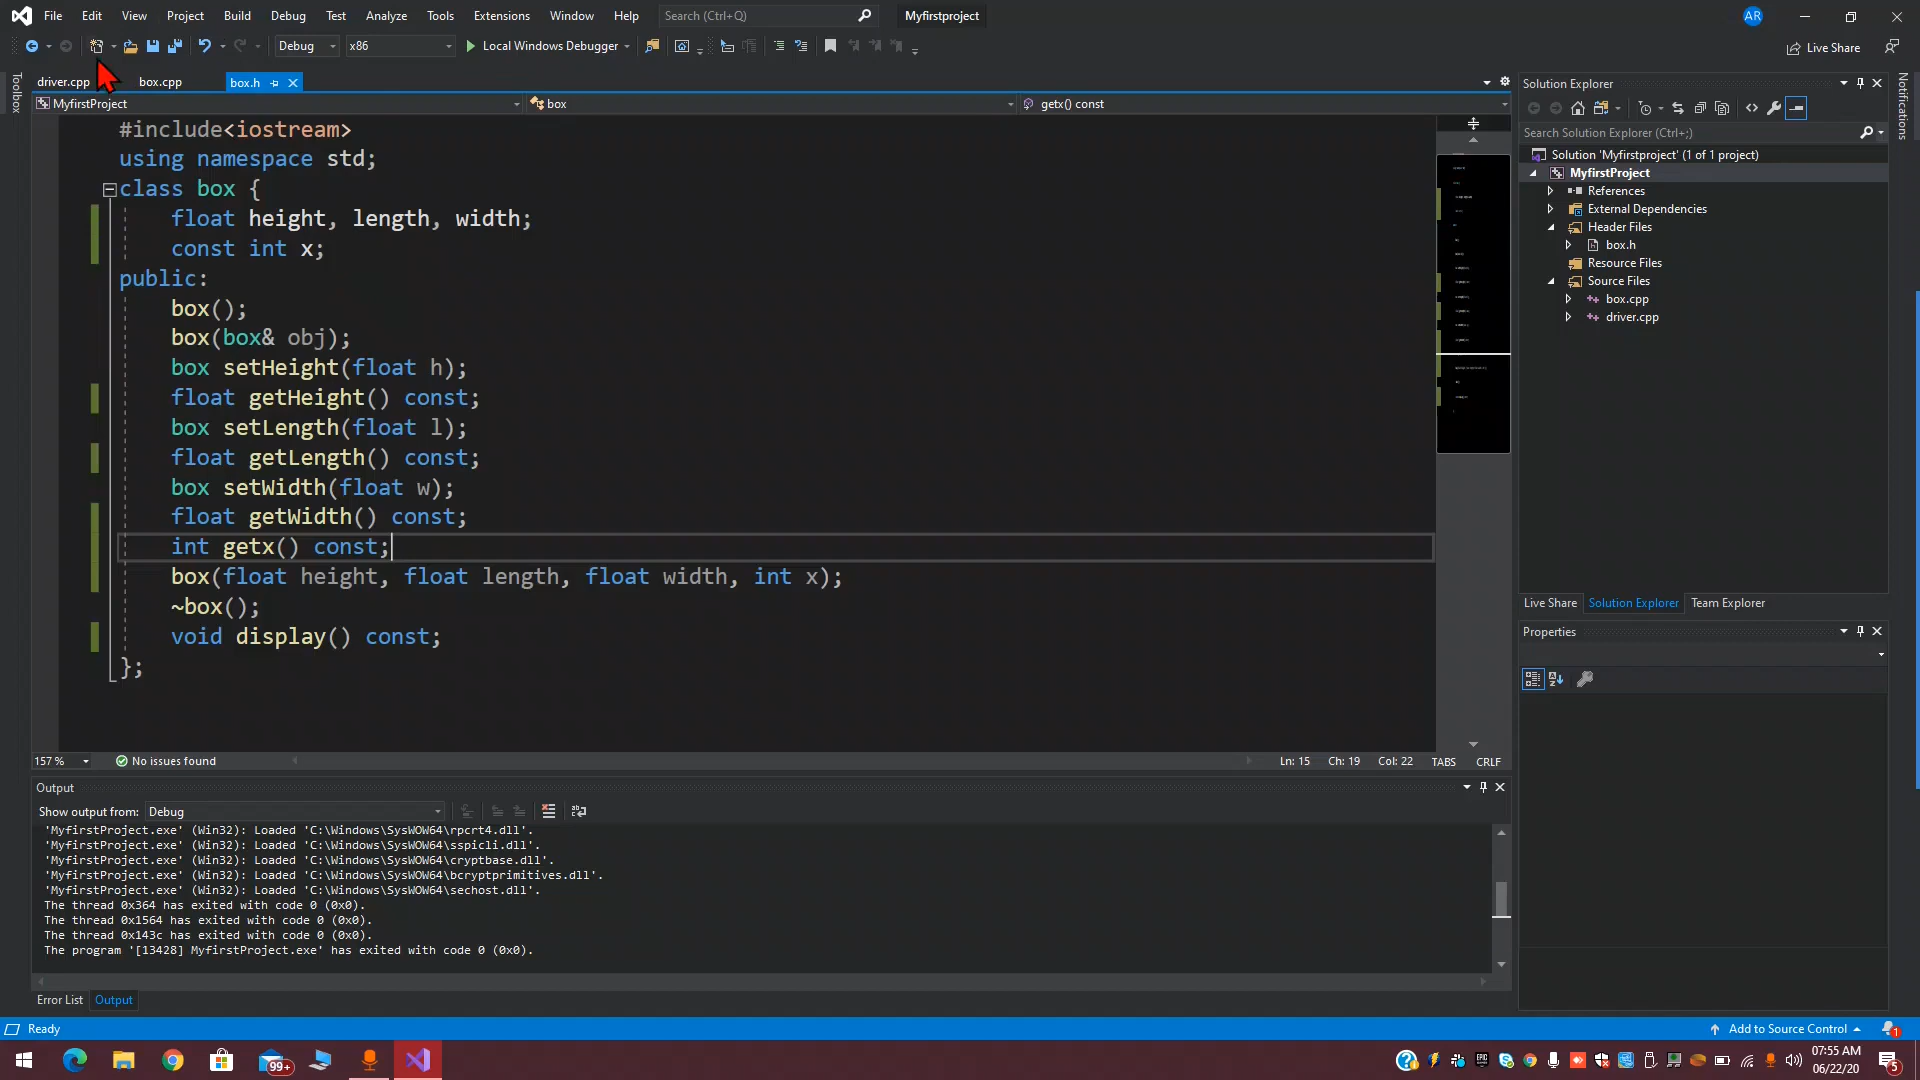 File Edit View Project Build Debug Test Analyze Tools Extensions Window Help Search (Ctrl+Q) Myfirstproject AR
Debug x86 Local Windows Debugger Live Share
driver.cpp box.cpp box.h
MyfirstProject box getx() const
#include<iostream>
using namespace std;
class box {
float height, length, width;
const int x;
public:
box();
box(box& obj);
box setHeight(float h);
float getHeight() const;
box setLength(float l);
float getLength() const;
box setWidth(float w);
float getWidth() const;
int getx() const;
box(float height, float length, float width, int x);
~box();
void display() const;
};
157 % No issues found Ln: 15 Ch: 19 Col: 22 TABS CRLF
Output
Show output from: Debug
'MyfirstProject.exe' (Win32): Loaded 'C:\Windows\SysWOW64\rpcrt4.dll'.
'MyfirstProject.exe' (Win32): Loaded 'C:\Windows\SysWOW64\sspicli.dll'.
'MyfirstProject.exe' (Win32): Loaded 'C:\Windows\SysWOW64\cryptbase.dll'.
'MyfirstProject.exe' (Win32): Loaded 'C:\Windows\SysWOW64\bcryptprimitives.dll'.
'MyfirstProject.exe' (Win32): Loaded 'C:\Windows\SysWOW64\sechost.dll'.
The thread 0x364 has exited with code 0 (0x0).
The thread 0x1564 has exited with code 0 (0x0).
The thread 0x143c has exited with code 0 (0x0).
The program '[13428] MyfirstProject.exe' has exited with code 0 (0x0).
Error List Output
Toolbox
Solution Explorer
Search Solution Explorer (Ctrl+;)
Solution 'Myfirstproject' (1 of 1 project)
MyfirstProject
References
External Dependencies
Header Files
box.h
Resource Files
Source Files
box.cpp
driver.cpp
Live Share Solution Explorer Team Explorer
Properties
Notifications
Ready Add to Source Control 1
99+
07:55 AM
06/22/20
5